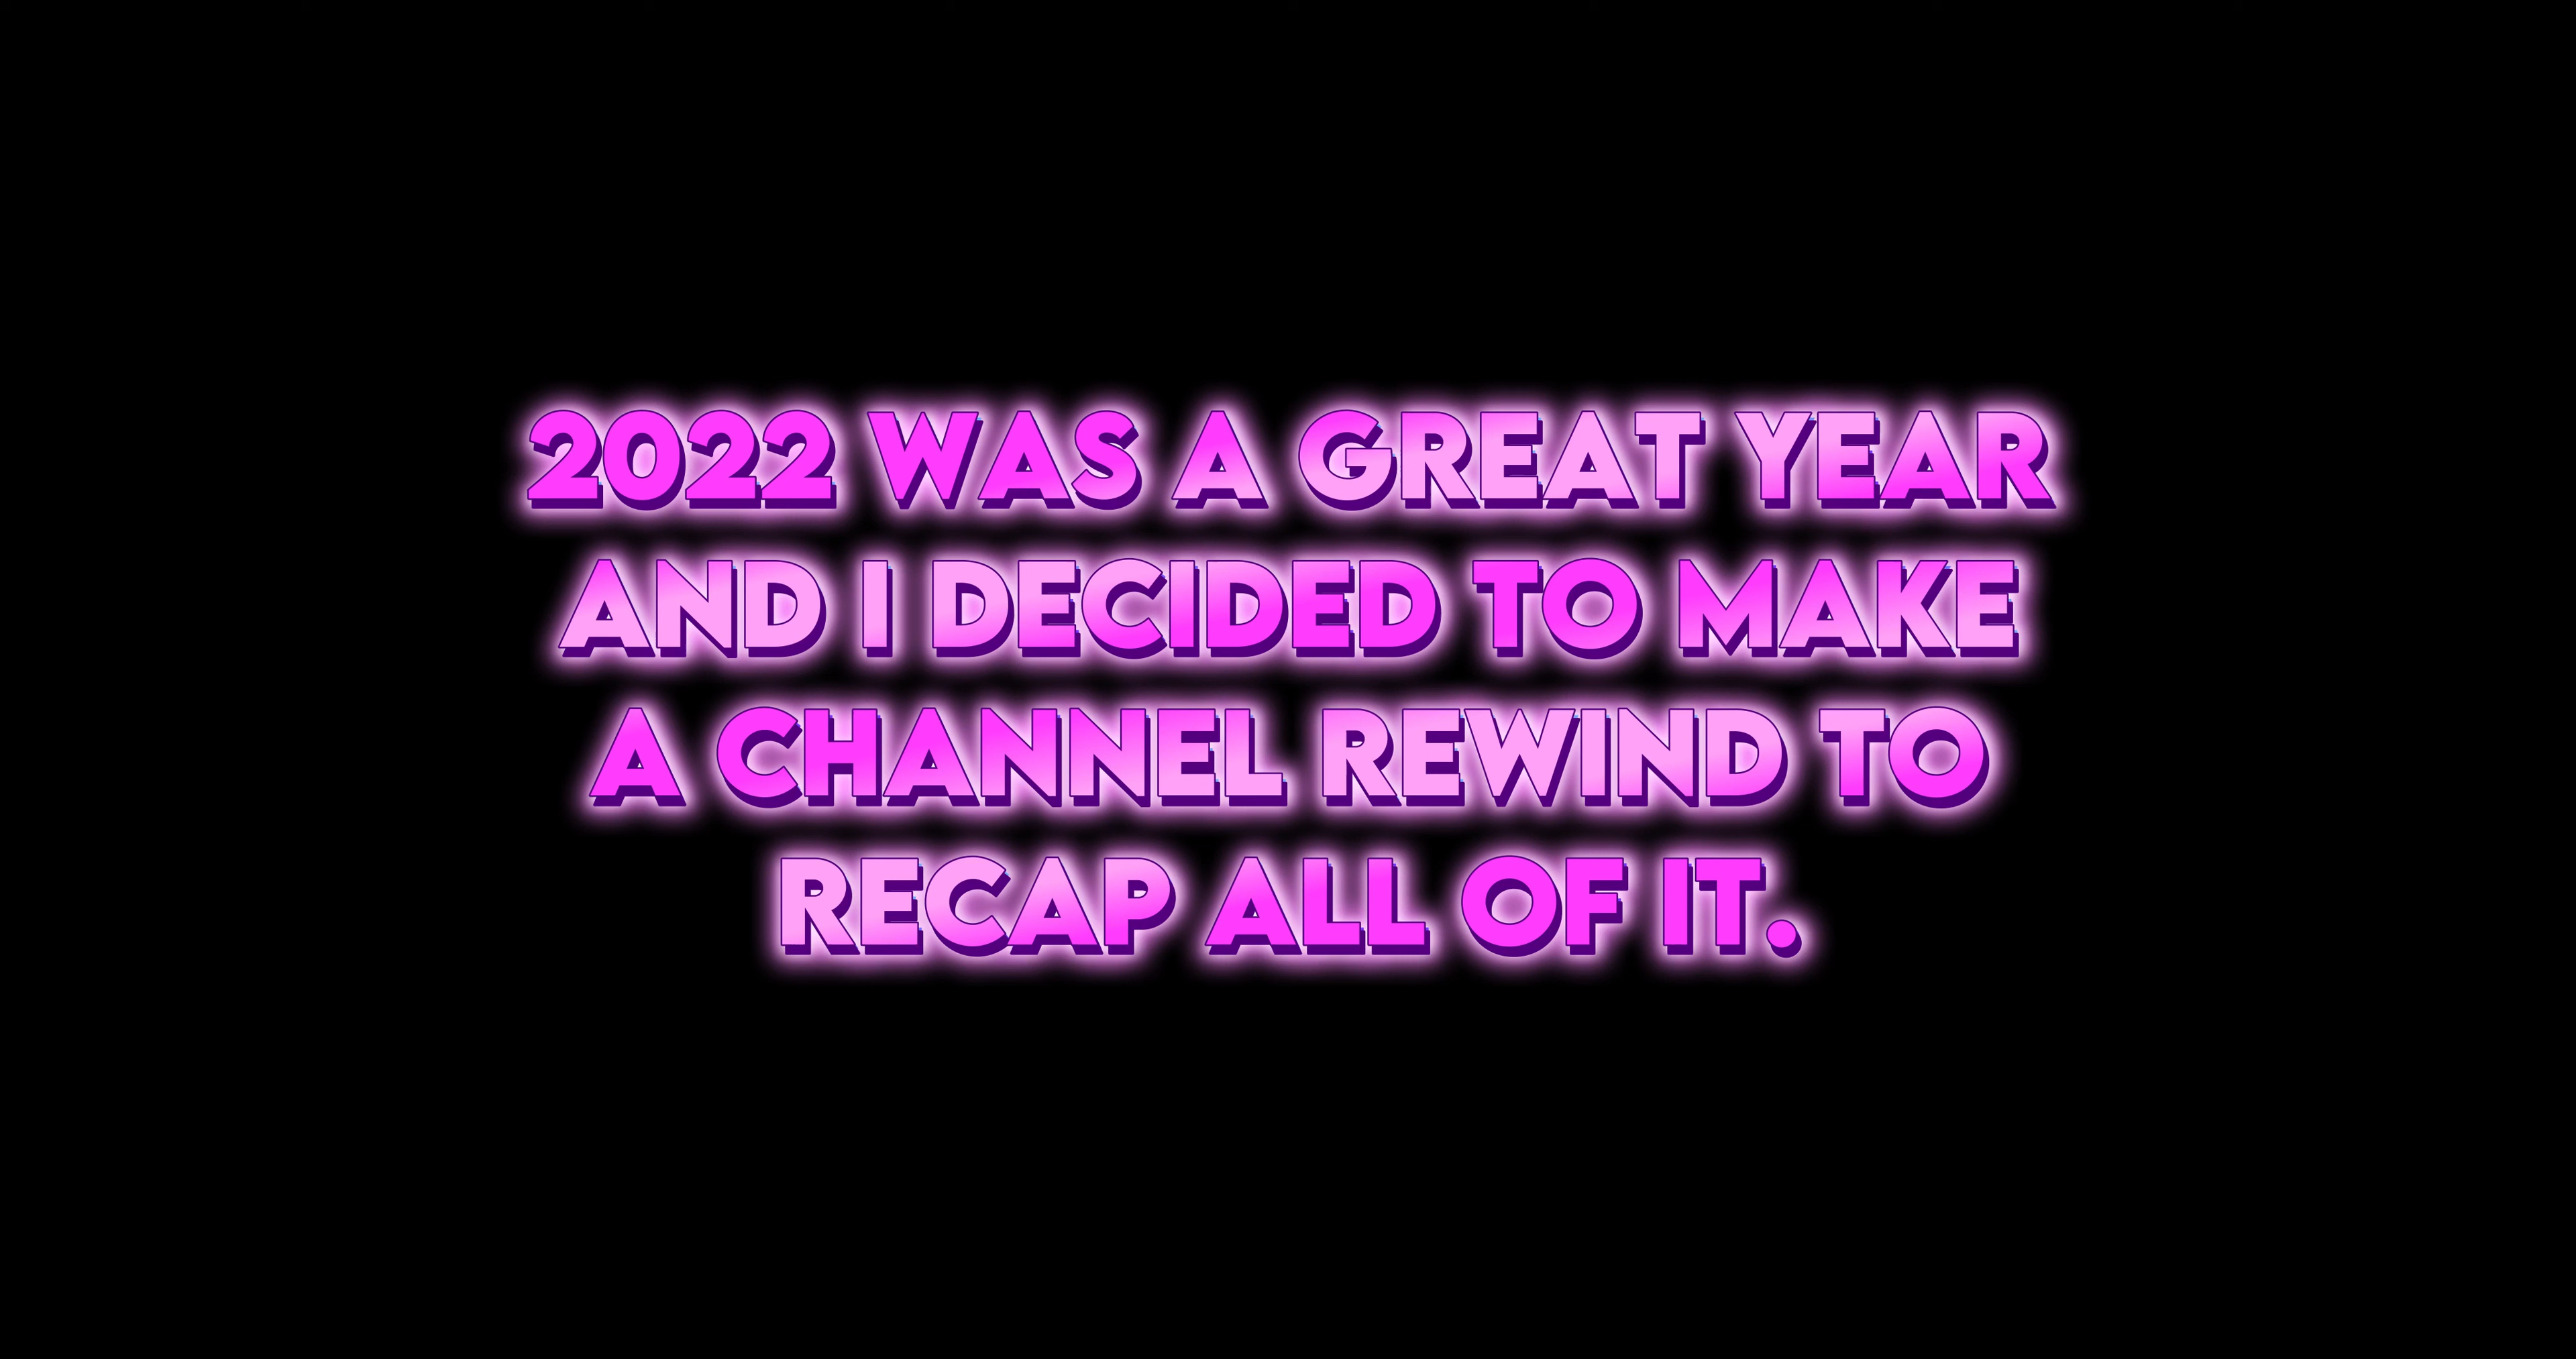 2022 WAS A GREAT YEAR
AND I DECIDED TO MAKE
A CHANNEL REWIND TO
RECAP ALL OF IT.